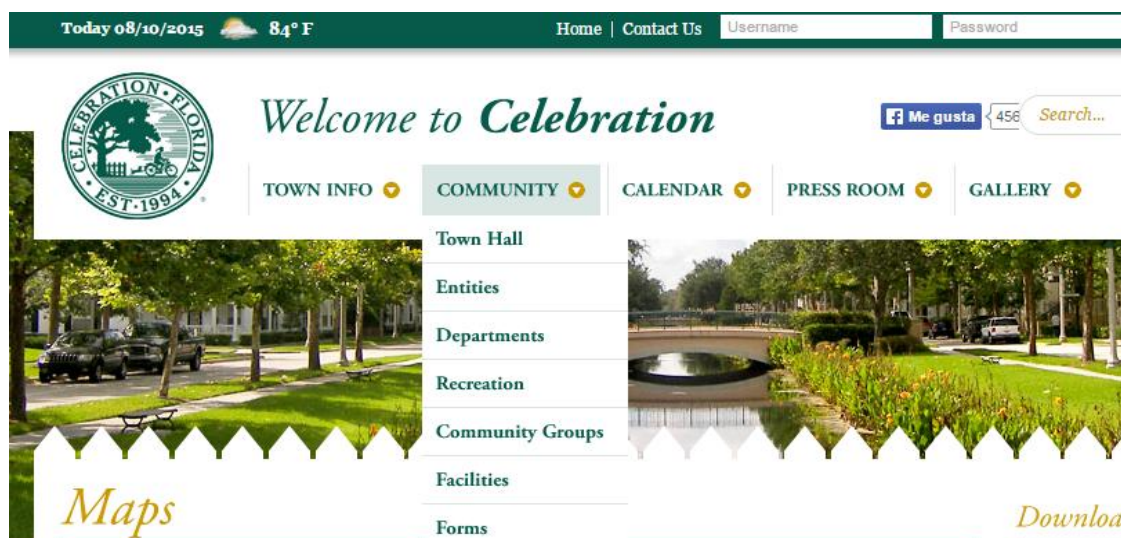 Today 08/10/2015 84° F Home | Contact Us Username Password
CELEBRATION, FLORIDA
EST. 1994
Welcome to Celebration
Me gusta 456 Search...
TOWN INFO COMMUNITY CALENDAR PRESS ROOM GALLERY
Town Hall
Entities
Departments
Recreation
Community Groups
Facilities
Forms
Maps
Downloa